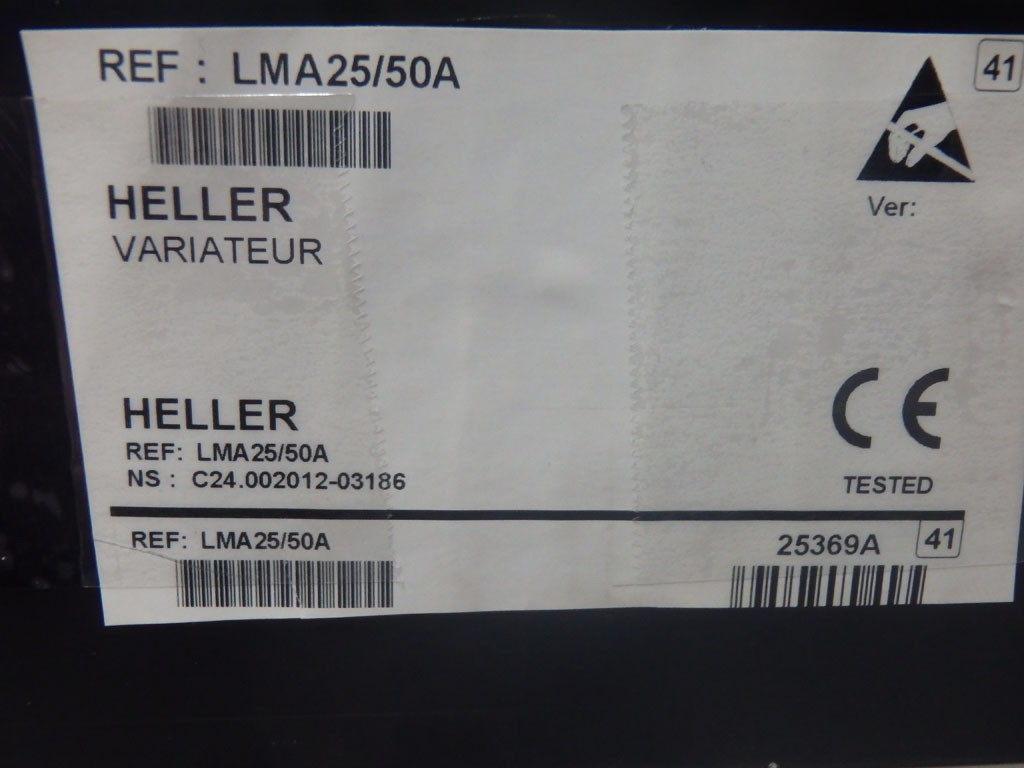 REF : LMA25/50A
41
HELLER
VARIATEUR
Ver:
HELLER
REF: LMA25/50A
NS : C24.002012-03186
CE
TESTED
REF: LMA25/50A
25369A
41